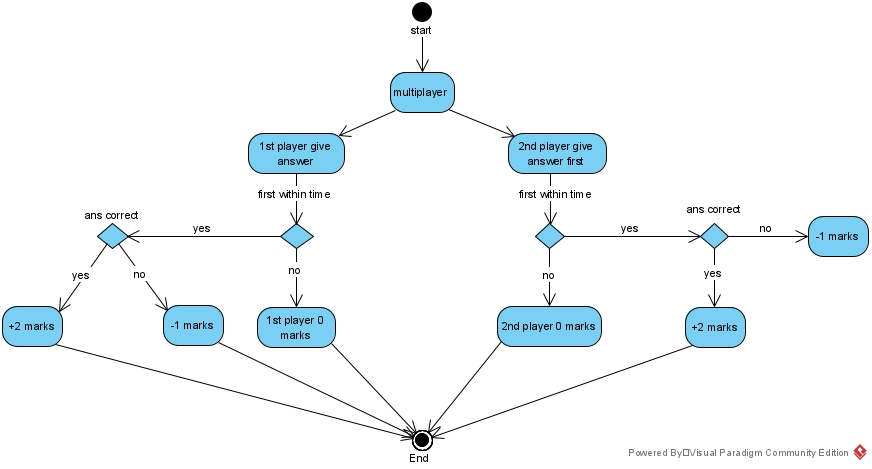 start
multiplayer
1st player give
answer
2nd player give
answer first
first within time
first within time
ans correct
ans correct
yes
yes
no
-1 marks
yes
no
no
no
yes
+2 marks
-1 marks
1st player 0
marks
2nd player 0 marks
+2 marks
End
Powered By□Visual Paradigm Community Edition